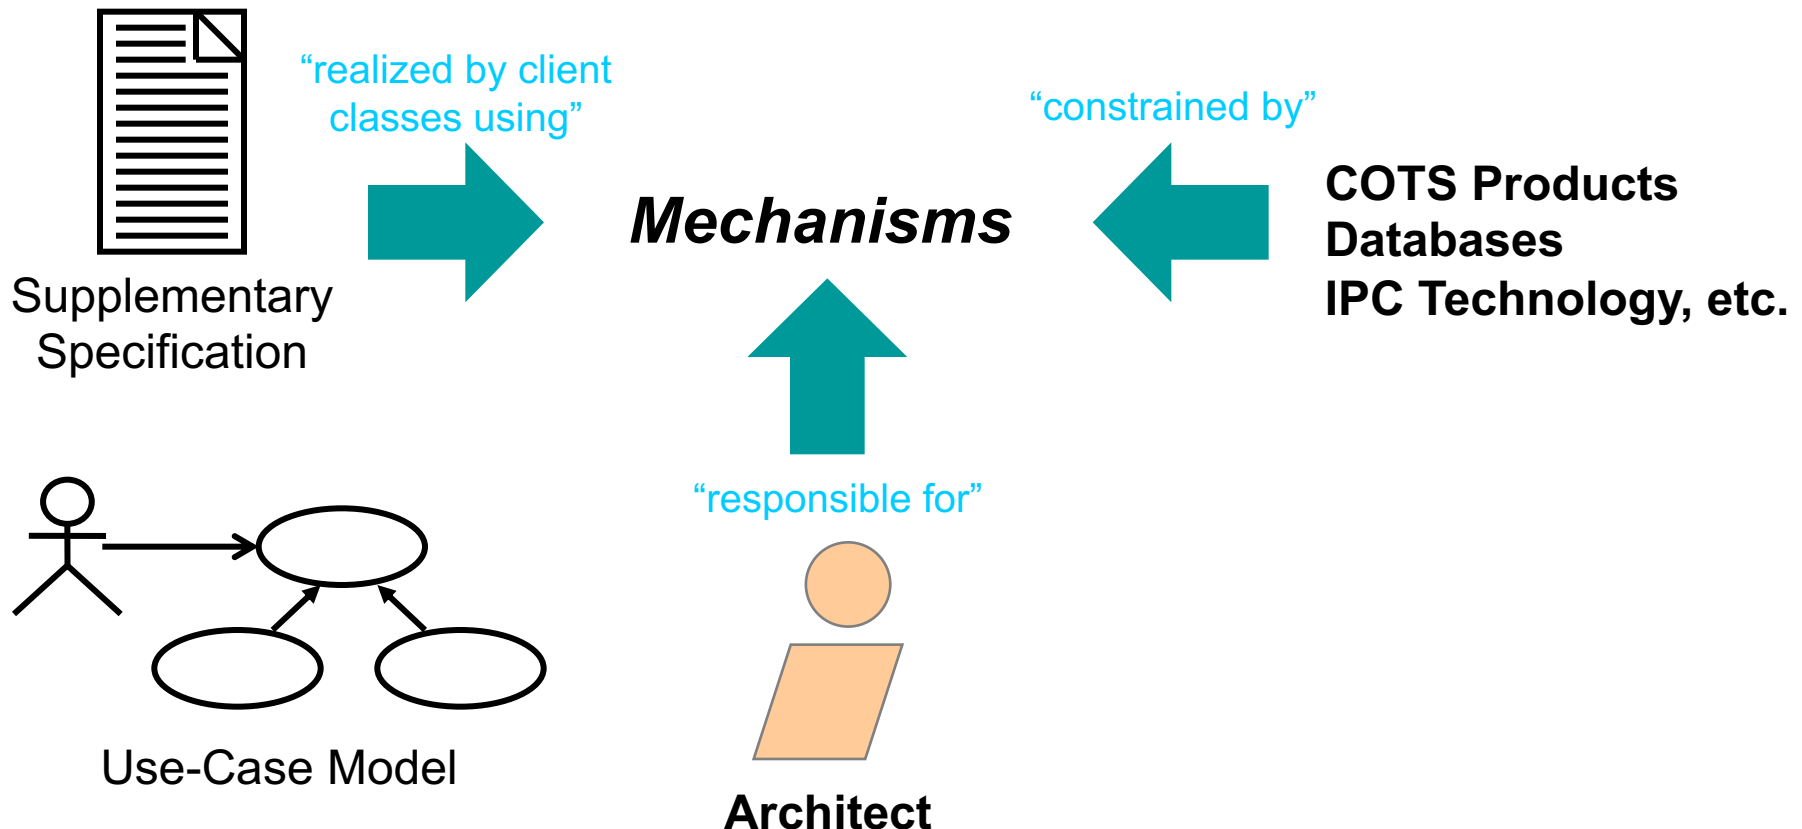 “realized by client
classes using”
“constrained by”
Mechanisms
COTS Products
Databases
IPC Technology, etc.
Supplementary
Specification
“responsible for”
Use-Case Model
Architect